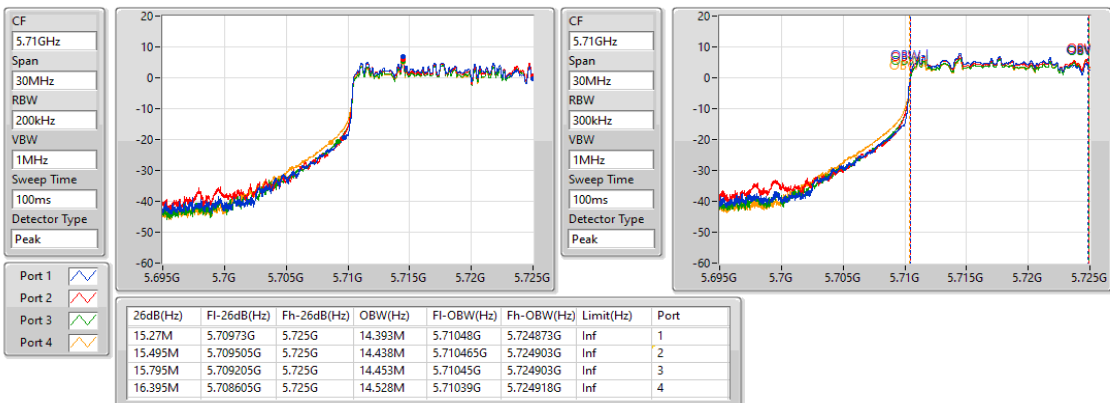 CF
5.71GHz
Span
30MHz
RBW
200kHz
VBW
1MHz
Sweep Time
100ms
Detector Type
Peak
20-
10-
0-
-10-
-20-
-30-
-40-
-50-
-60-
5.695G 5.7G 5.705G 5.71G 5.715G 5.72G 5.725G
CF
5.71GHz
Span
30MHz
RBW
300kHz
VBW
1MHz
Sweep Time
100ms
Detector Type
Peak
20-
10-
0-
-10-
-20-
-30-
-40-
-50-
-60-
5.695G 5.7G 5.705G 5.71G 5.715G 5.72G 5.725G
Port 1
Port 2
Port 3
Port 4
26dB(Hz) Fl-26dB(Hz) Fh-26dB(Hz) OBW(Hz) Fl-OBW(Hz) Fh-OBW(Hz) Limit(Hz) Port
15.27M 5.70973G 5.725G 14.393M 5.71048G 5.724873G Inf 1
15.495M 5.709505G 5.725G 14.438M 5.710465G 5.724903G Inf 2
15.795M 5.709205G 5.725G 14.453M 5.71045G 5.724903G Inf 3
16.395M 5.708605G 5.725G 14.528M 5.71039G 5.724918G Inf 4